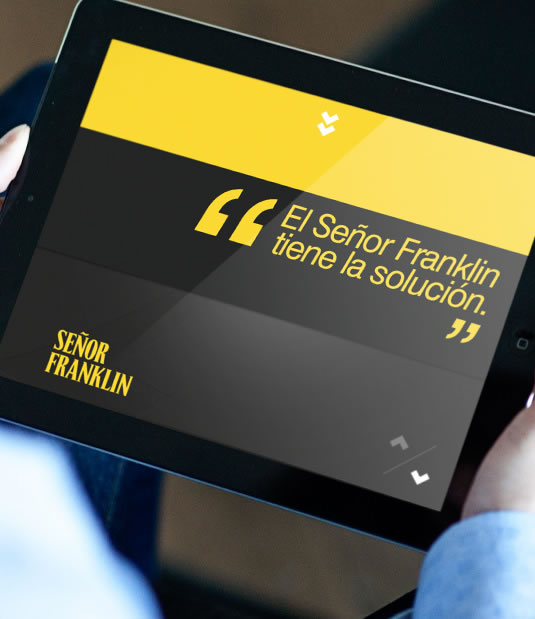 “ El Señor Franklin
tiene la solución.
”
SEÑOR
FRANKLIN